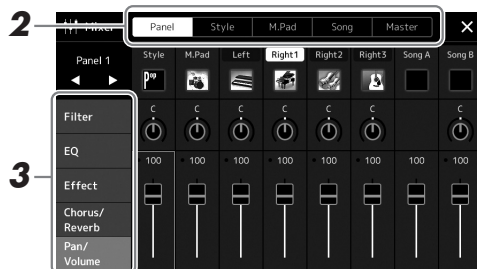 2
Mixer
Panel Style M.Pad Song Master
Panel 1
Style M.Pad Left Right1 Right2 Right3 Song A Song B
Pop
3
Filter
EQ
Effect
Chorus/
Reverb
Pan/
Volume
C C C C C C C
100 100 100 100 100 100 100 100